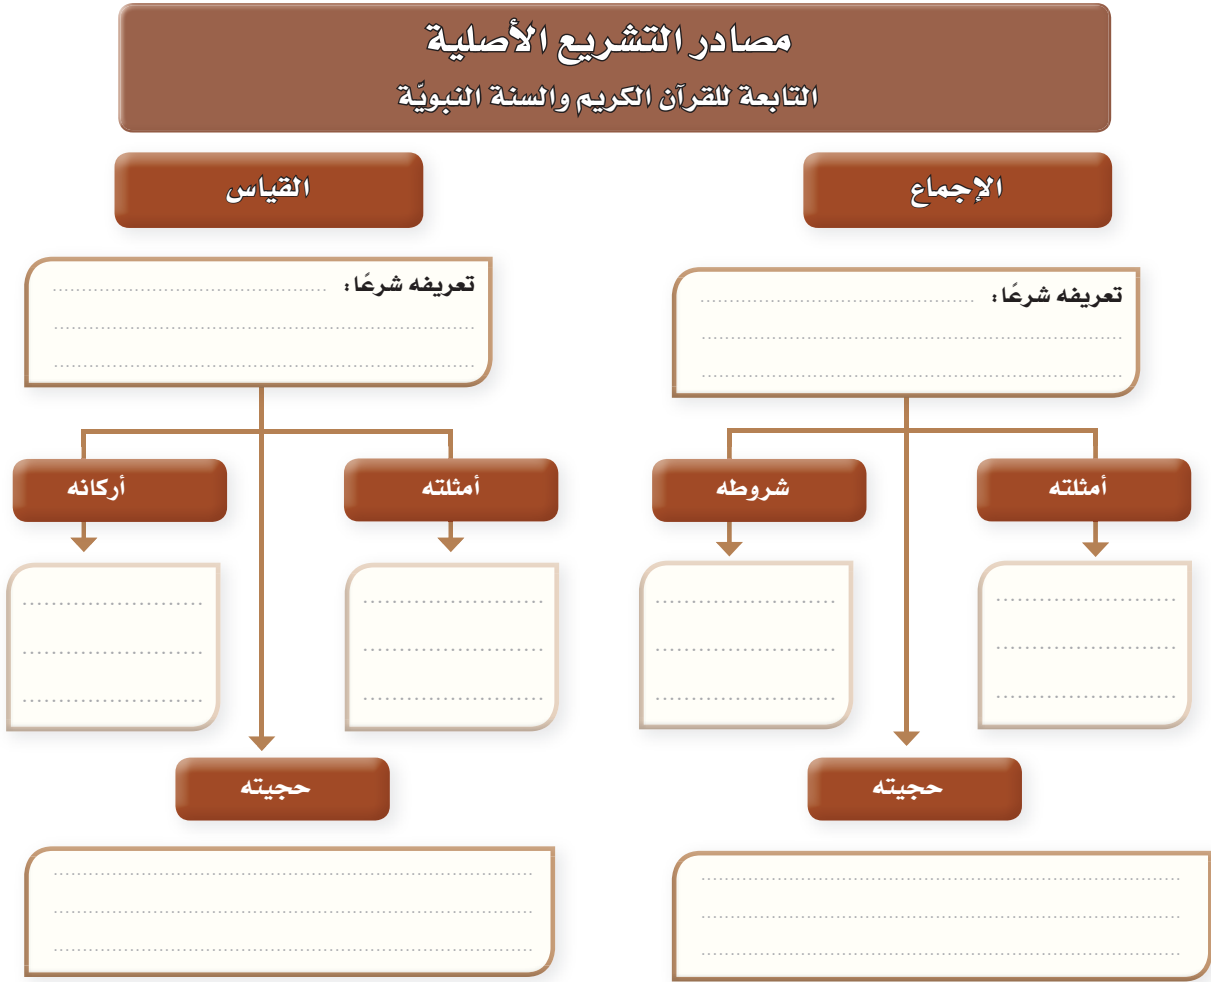 مصادر التشريع الأصلية
التابعة للقرآن الكريم والسنة النبويّة
الإجماع
القياس
تعريفه شرعًا:
تعريفه شرعًا:
أمثلته
شروطه
أمثلته
أركانه
حجيته
حجيته